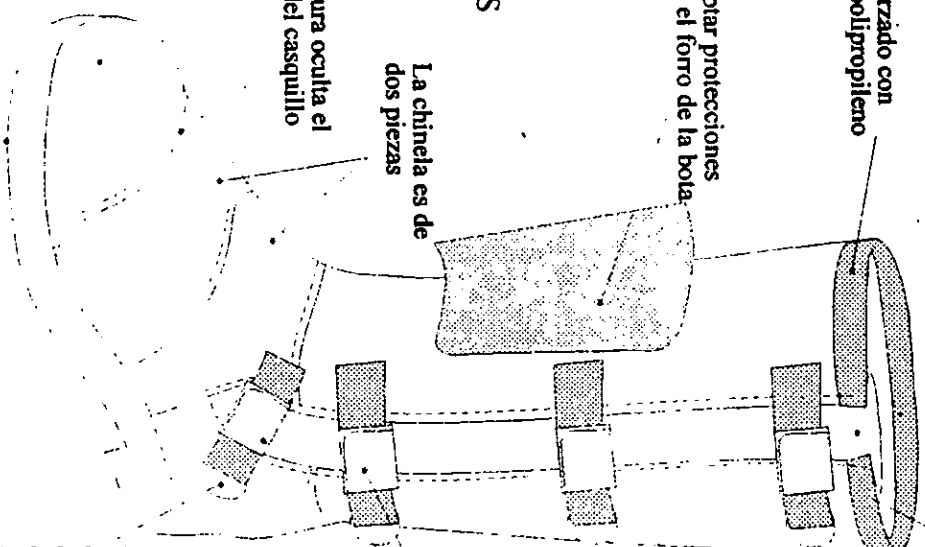 rzado con
polipropileno
otar protecciones
el forro de la bota
S
La chinela es de
dos piezas
ura oculta el
del casquillo